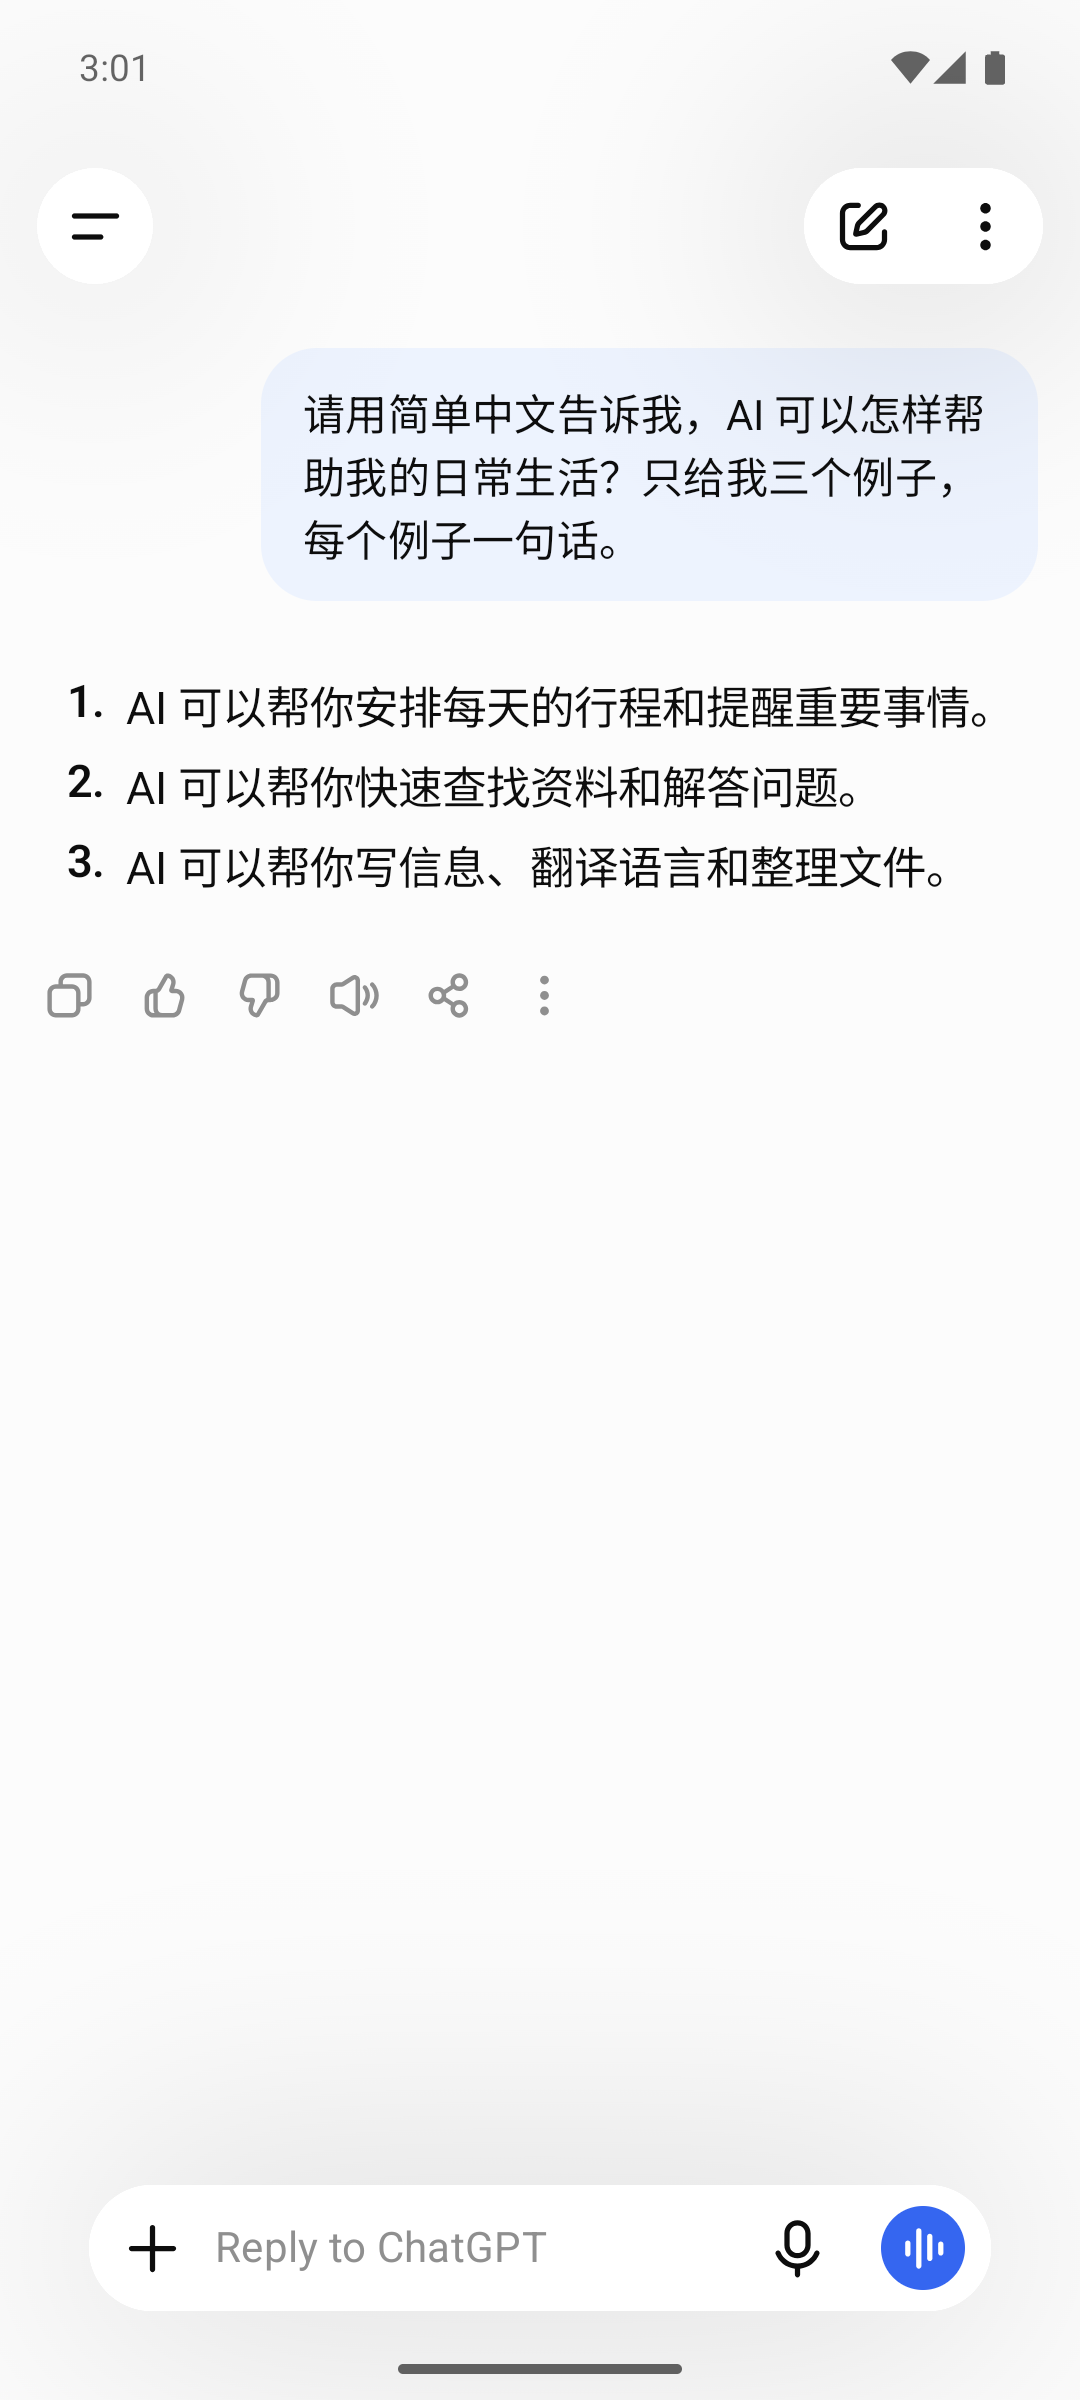 3:01
请用简单中文告诉我，AI 可以怎样帮
助我的日常生活？只给我三个例子，
每个例子一句话。
1. AI 可以帮你安排每天的行程和提醒重要事情。
2. AI 可以帮你快速查找资料和解答问题。
3. AI 可以帮你写信息、翻译语言和整理文件。
Reply to ChatGPT